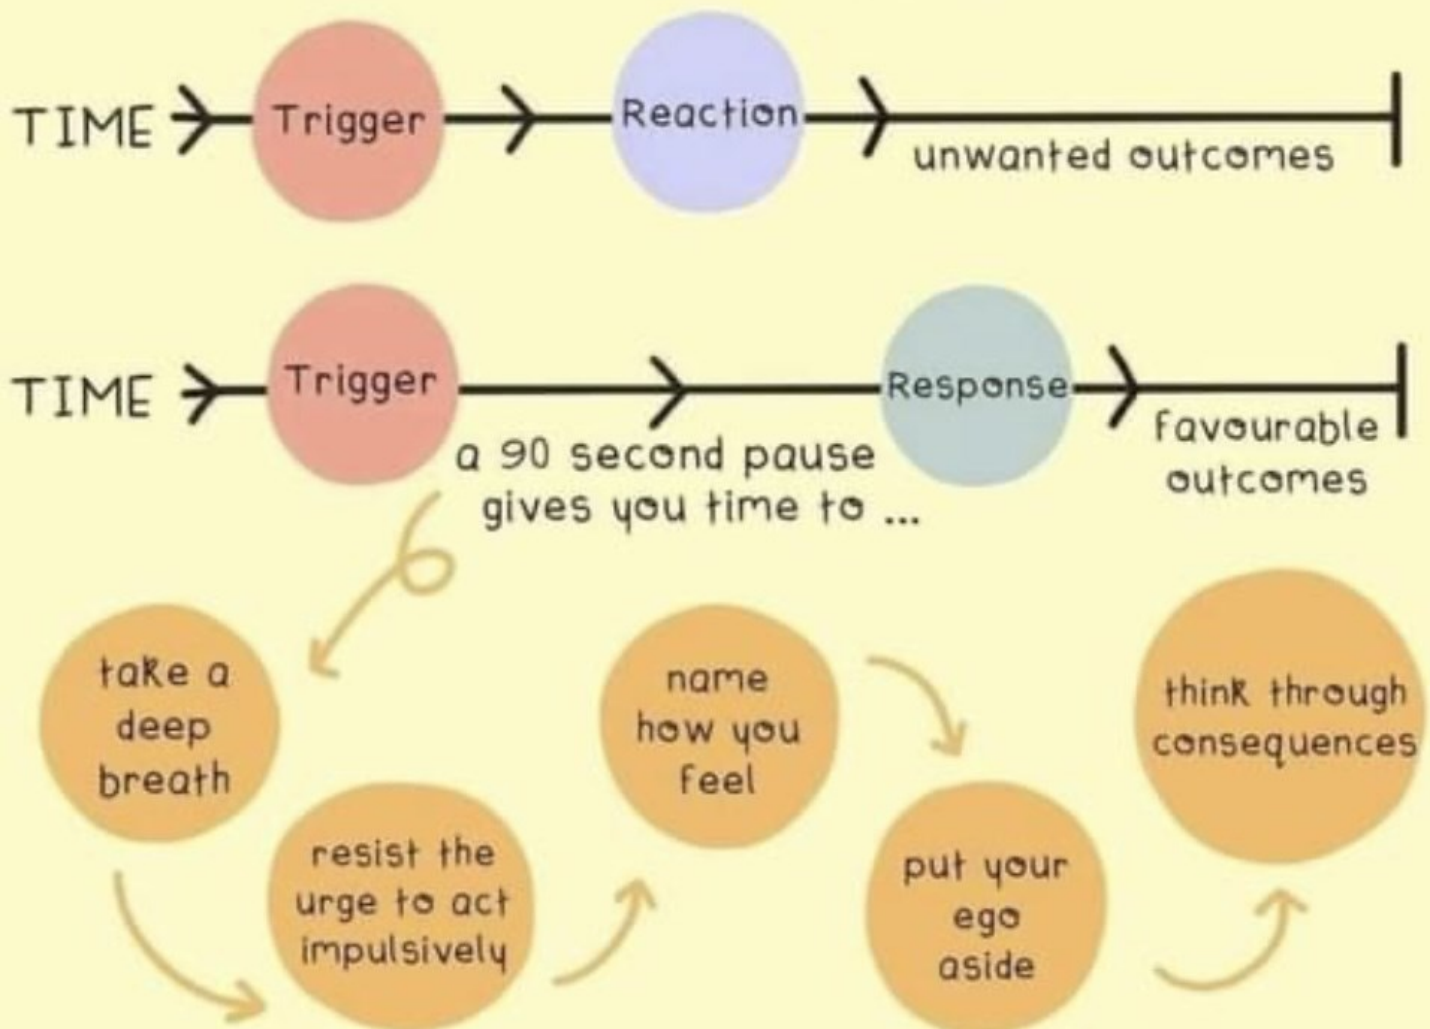 TIME
Trigger
Reaction
unwanted outcomes
TIME
Trigger
Response
a 90 second pause
gives you time to ...
favourable
outcomes
take a
deep
breath
resist the
urge to act
impulsively
name
how you
feel
put your
ego
aside
think through
consequences